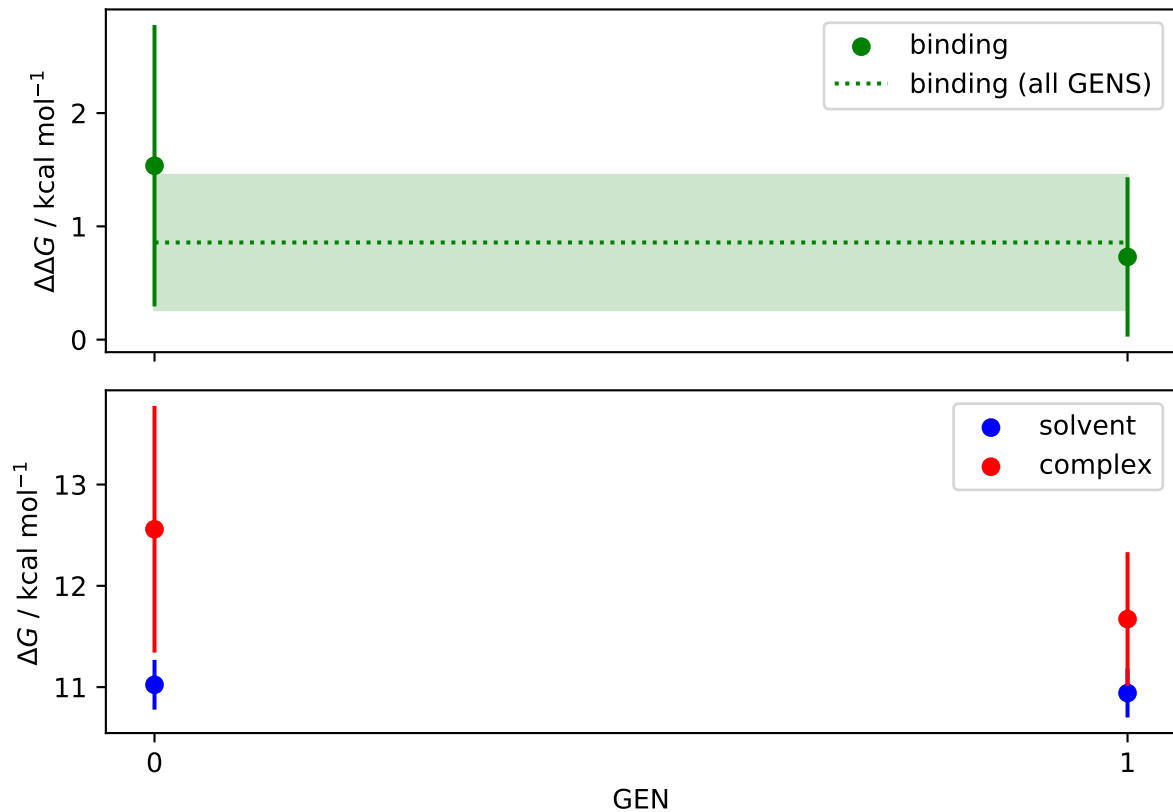 binding
binding (all GENS)
2
1
0
ΔΔG / kcal mol⁻¹
solvent
complex
13
12
11
ΔG / kcal mol⁻¹
0 1
GEN